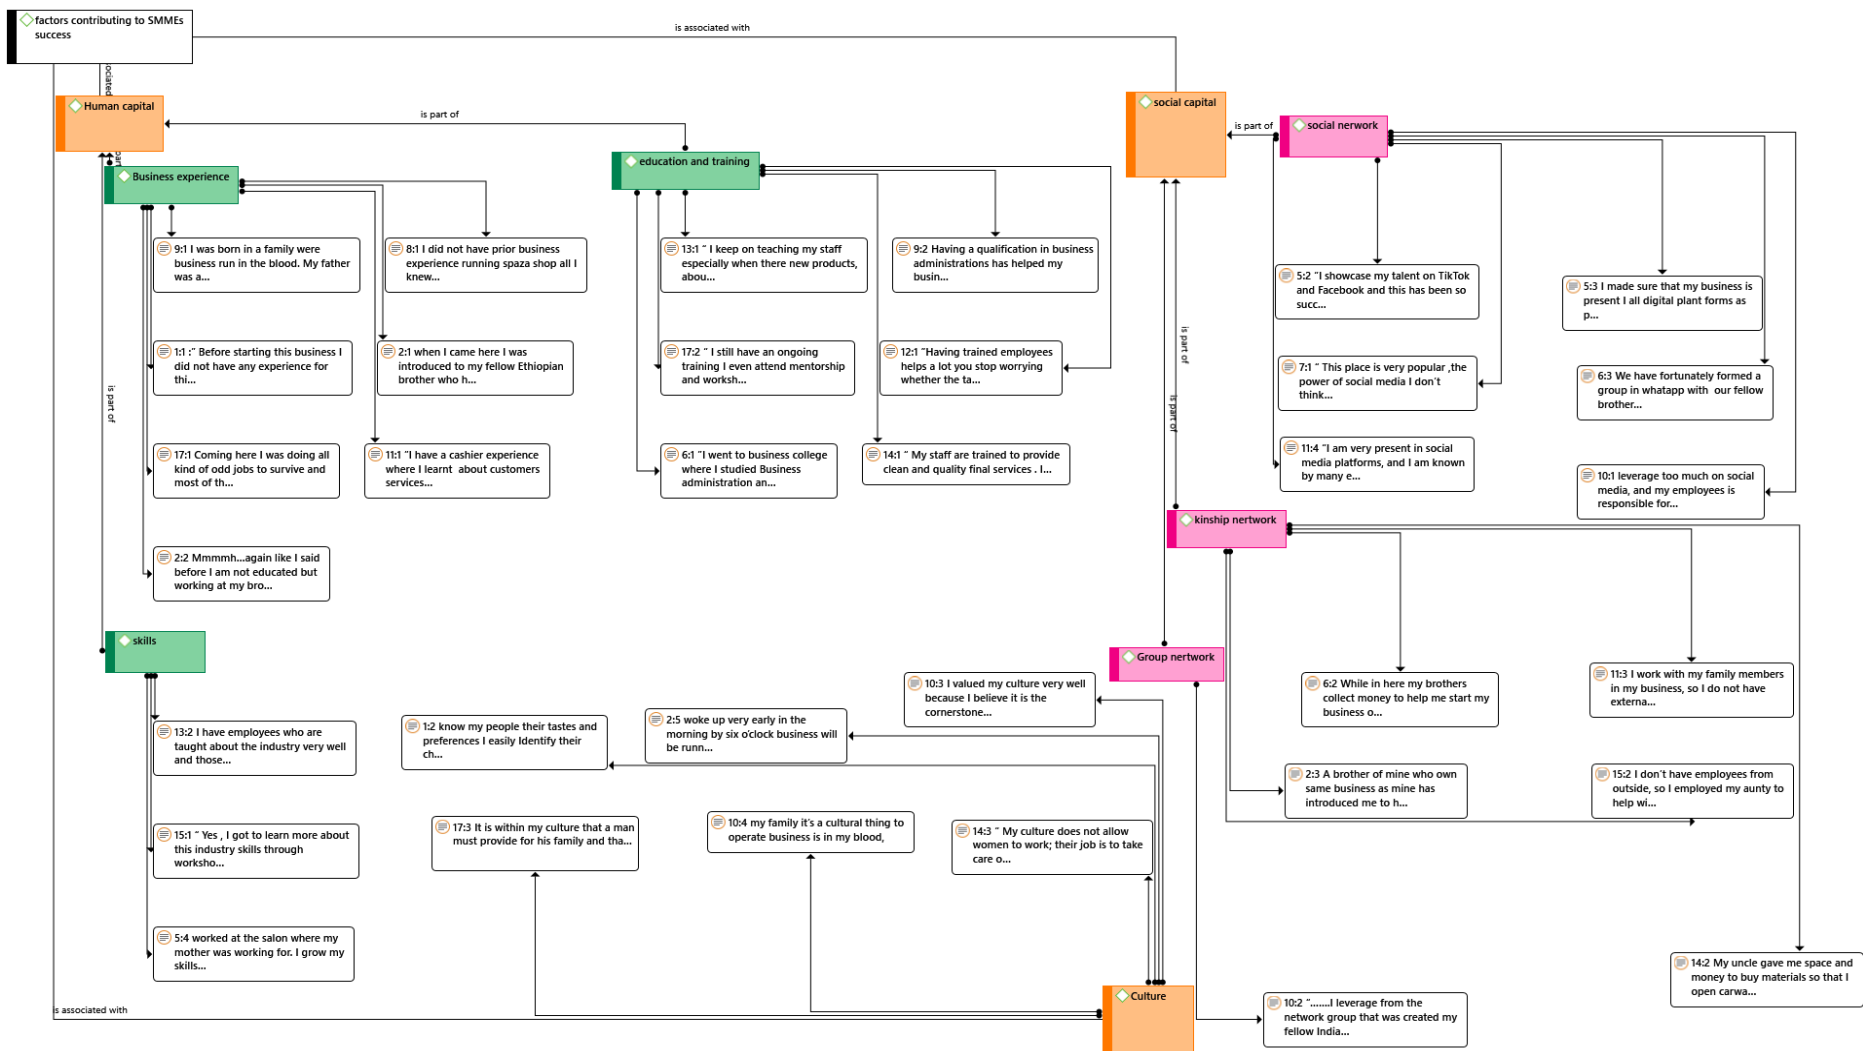 factors contributing to SMMEs
success
is associated with
ociated
Human capital
is part of
part
Business experience
education and training
social capital
is part of
social nerwork
9:1 I was born in a family were
business run in the blood. My father
was a...
8:1 I did not have prior business
experience running spaza shop all I
knew...
13:1 " I keep on teaching my staff
especially when there new products,
abou...
9:2 Having a qualification in business
administrations has helped my
busin...
5:2 "I showcase my talent on TikTok
and Facebook and this has been so
succ...
5:3 I made sure that my business is
present I all digital plant forms as
p...
1:1 :" Before starting this business I
did not have any experience for
thi...
2:1 when I came here I was
introduced to my fellow Ethiopian
brother who h...
17:2 " I still have an ongoing
training I even attend mentorship
and worksh...
12:1 "Having trained employees
helps a lot you stop worrying
whether the ta...
is part of
7:1 " This place is very popular ,the
power of social media I don't
think...
6:3 We have fortunately formed a
group in whatapp with  our fellow
brother...
is part of
is part of
17:1 Coming here I was doing all
kind of odd jobs to survive and
most of th...
11:1 "I have a cashier experience
where I learnt  about customers
services...
6:1 "I went to business college
where I studied Business
administration an...
14:1 " My staff are trained to provide
clean and quality final services . I...
11:4 "I am very present in social
media platforms, and I am known
by many e...
10:1 leverage too much on social
media, and my employees is
responsible for...
kinship nertwork
2:2 Mmmmh...again like I said
before I am not educated but
working at my bro...
skills
Group nertwork
10:3 I valued my culture very well
because I believe it is the
cornerstone...
6:2 While in here my brothers
collect money to help me start my
business o...
11:3 I work with my family members
in my business, so I do not have
externa...
13:2 I have employees who are
taught about the industry very well
and those...
1:2 know my people their tastes and
preferences I easily Identify their
ch...
2:5 woke up very early in the
morning by six o'clock business will
be runn...
2:3 A brother of mine who own
same business as mine has
introduced me to h...
15:2 I don't have employees from
outside, so I employed my aunty to
help wi...
15:1 " Yes , I got to learn more about
this industry skills through
worksho...
17:3 It is within my culture that a man
must provide for his family and tha...
10:4 my family it's a cultural thing to
operate business is in my blood,
14:3 " My culture does not allow
women to work; their job is to take
care o...
5:4 worked at the salon where my
mother was working for. I grow my
skills...
14:2 My uncle gave me space and
money to buy materials so that I
open carwa...
Culture
is associated with
10:2 ".......I leverage from the
network group that was created my
fellow India...